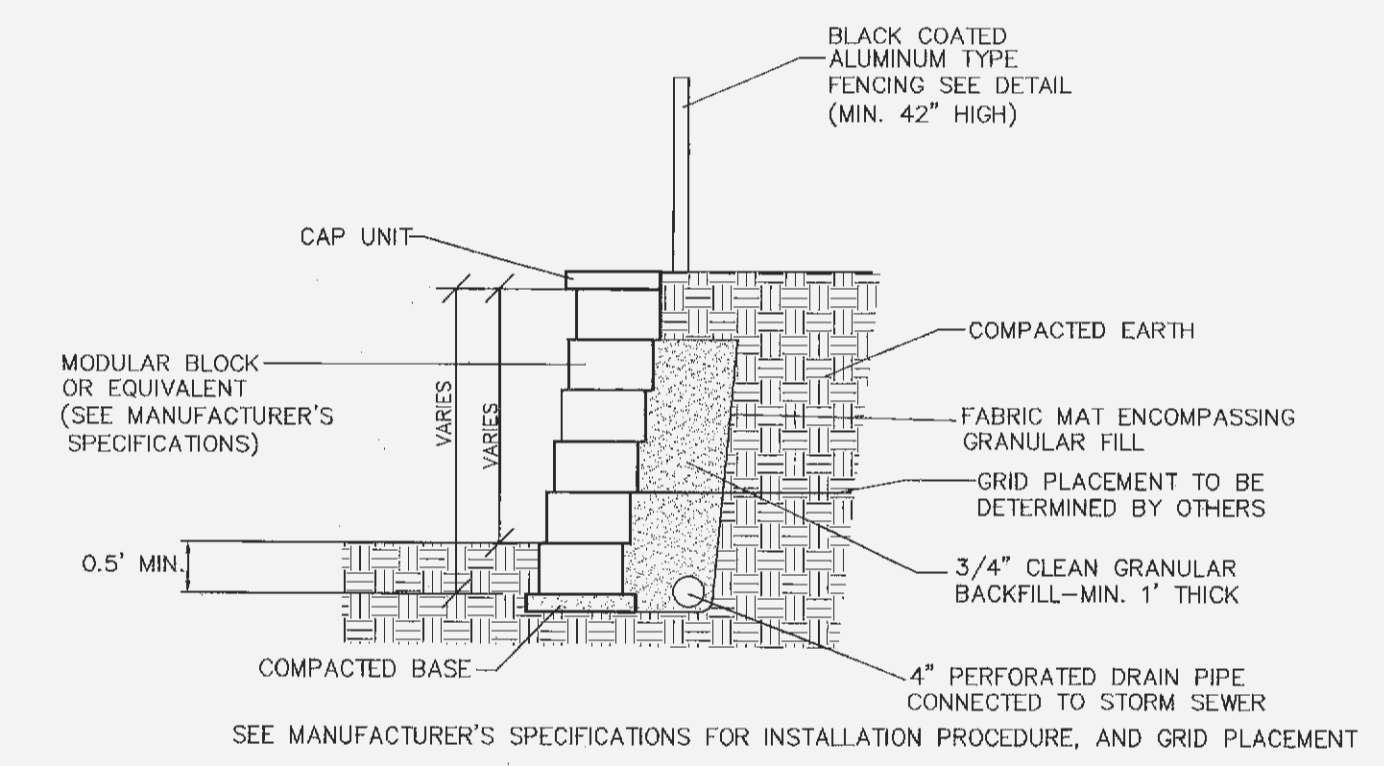 BLACK COATED
ALUMINUM TYPE
FENCING SEE DETAIL
(MIN. 42" HIGH)
CAP UNIT
COMPACTED EARTH
MODULAR BLOCK
OR EQUIVALENT
(SEE MANUFACTURER'S
SPECIFICATIONS)
VARIES
VARIES
FABRIC MAT ENCOMPASSING
GRANULAR FILL
GRID PLACEMENT TO BE
DETERMINED BY OTHERS
0.5' MIN.
3/4" CLEAN GRANULAR
BACKFILL-MIN. 1' THICK
COMPACTED BASE
4" PERFORATED DRAIN PIPE
CONNECTED TO STORM SEWER
SEE MANUFACTURER'S SPECIFICATIONS FOR INSTALLATION PROCEDURE, AND GRID PLACEMENT